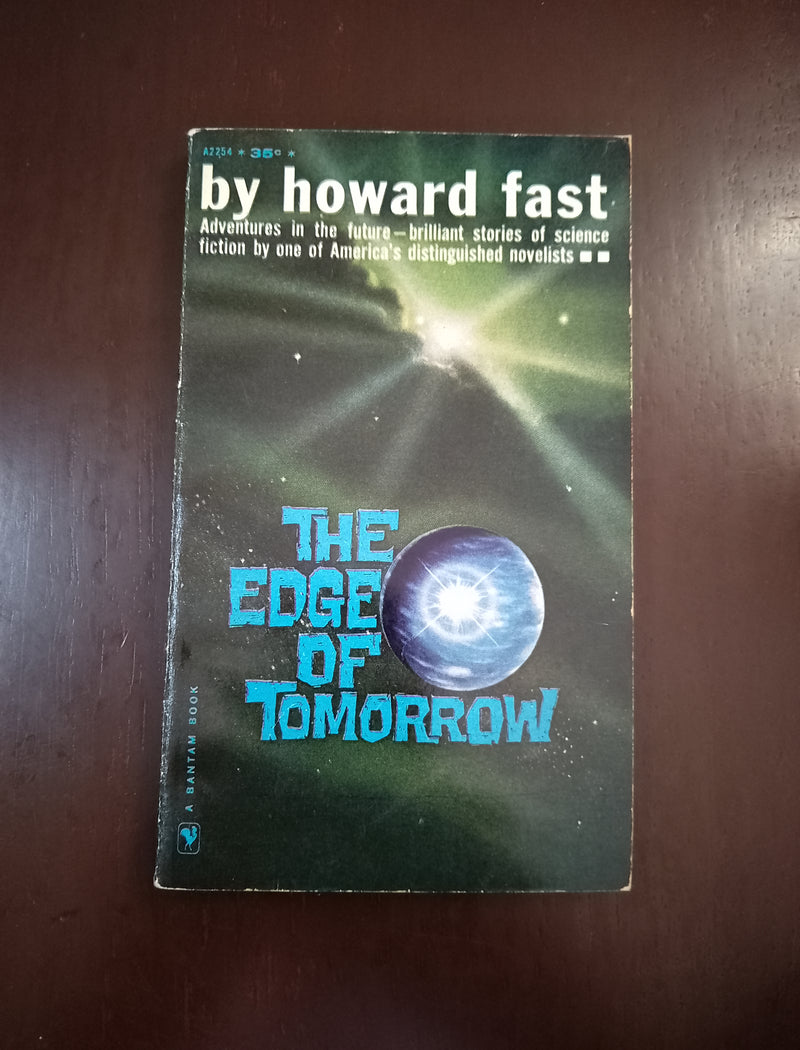 A2254 * 35c *
by howard fast
Adventures in the future—brilliant stories of science
fiction by one of America's distinguished novelists ■ ■
THE
EDGE
OF
TOMORROW
A BANTAM BOOK